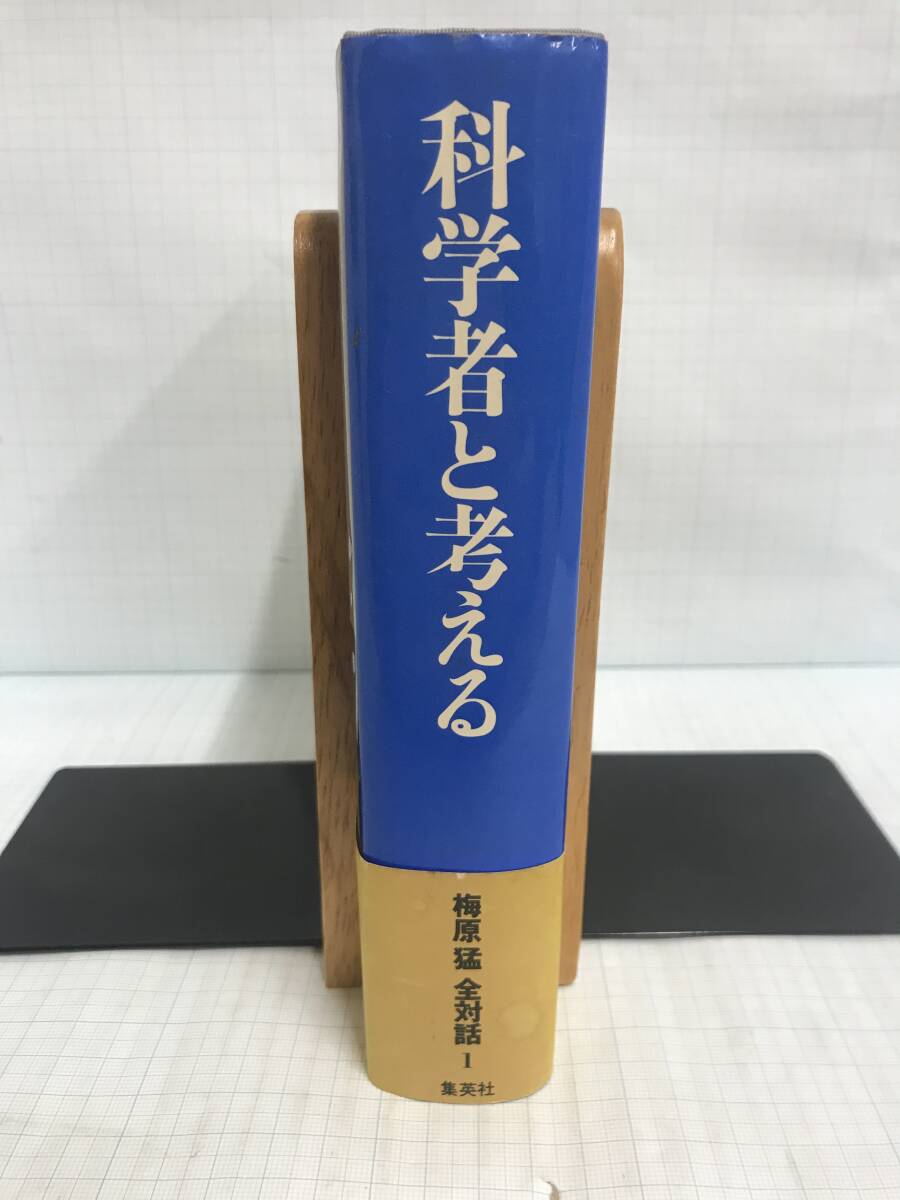 科学者と考える
梅原猛 全対話 1
集英社